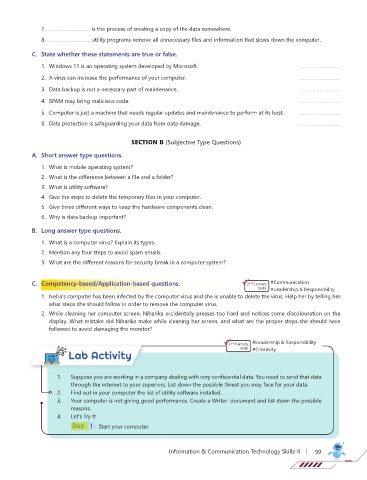 7. .............................. is the process of creating a copy of the data somewhere.
8. .............................. utility programs remove all unnecessary files and information that slows down the computer.
C. State whether these statements are true or false.
1. Windows 11 is an operating system developed by Microsoft. ..............................
2. A virus can increase the performance of your computer. ..............................
3. Data backup is not a necessary part of maintenance. ..............................
4. SPAM may bring malicious code. ..............................
5. Computer is just a machine that needs regular updates and maintenance to perform at its best. ..............................
6. Data protection is safeguarding your data from data damage. ..............................
SECTION B (Subjective Type Questions)
A. Short answer type questions.
1. What is mobile operating system?
2. What is the difference between a file and a folder?
3. What is utility software?
4. Give the steps to delete the temporary files in your computer.
5. Give three different ways to keep the hardware components clean.
6. Why is data backup important?
B. Long answer type questions.
1. What is a computer virus? Explain its types.
2. Mention any four steps to avoid spam emails.
3. What are the different reasons for security break in a computer system?
C. Competency-based/Application-based questions.
21st Century Skills #Communication
#Leadership & Responsibility
1. Neha's computer has been infected by the computer virus and she is unable to delete the virus. Help her by telling her
what steps she should follow in order to remove the computer virus.
2. While cleaning her computer screen, Niharika accidentally presses too hard and notices some discolouration on the
display. What mistake did Niharika make while cleaning her screen, and what are the proper steps she should have
followed to avoid damaging the monitor?
21st Century Skills #Leadership & Responsibility
#Creativity
Lab Activity
1. Suppose you are working in a company dealing with very confidential data. You need to send that data
through the internet to your superiors. List down the possible threat you may face for your data.
2. Find out in your computer the list of utility software installed.
3. Your computer is not giving good performance. Create a Writer document and list down the possible
reasons.
4. Let's Try It
Step 1 Start your computer.
Information & Communication Technology Skills-II | 99